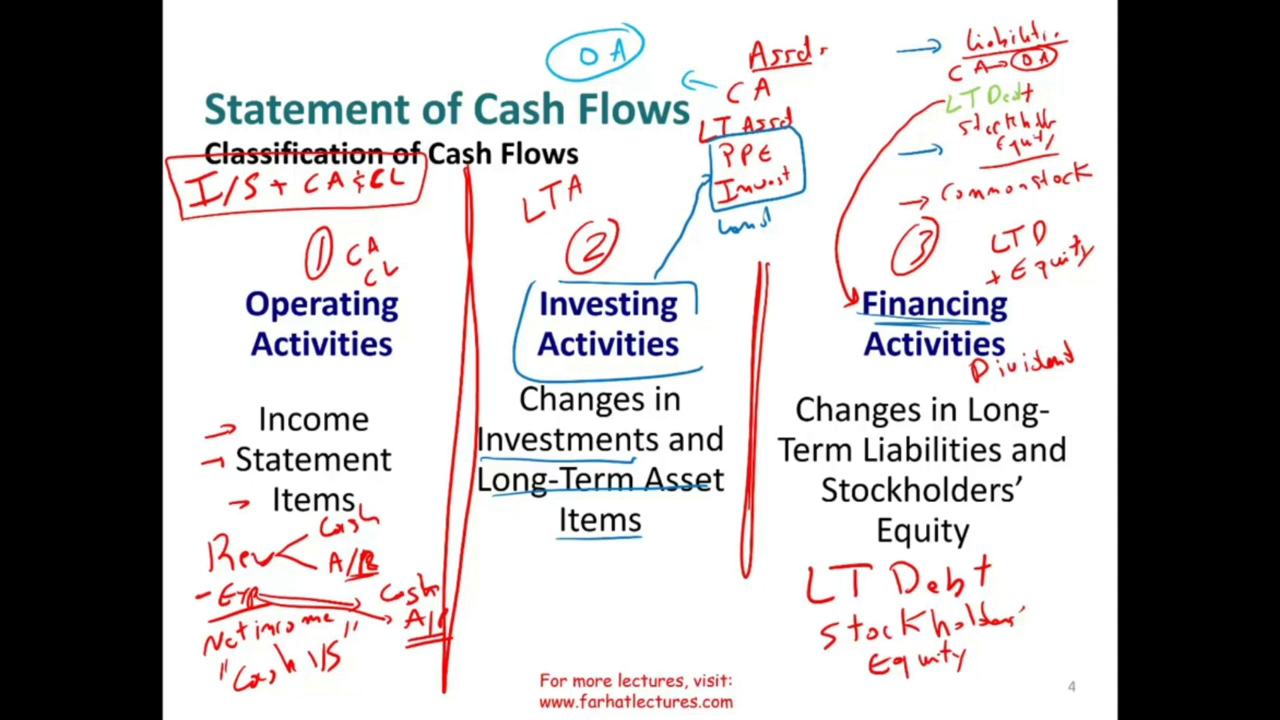 O A
Assets
CA
LT Asset
PPE
Invest
Land
CA → OA
LT Debt
Stockholder
Equity
Common stock
Statement of Cash Flows
Classification of Cash Flows
I/S + CA & CL
LTA
1
CA
CL
2
3
LTD
+ Equity
Operating
Activities
Investing
Activities
Financing
Activities
Dividend
Income
Statement
Items
Changes in
Investments and
Long-Term Asset
Items
Changes in Long-
Term Liabilities and
Stockholders’
Equity
Rev
Cash
A/R
- Exp
Cash
A/P
Net income
"Cash I/S"
LT Debt
Stockholders'
Equity
For more lectures, visit:
www.farhatlectures.com
4